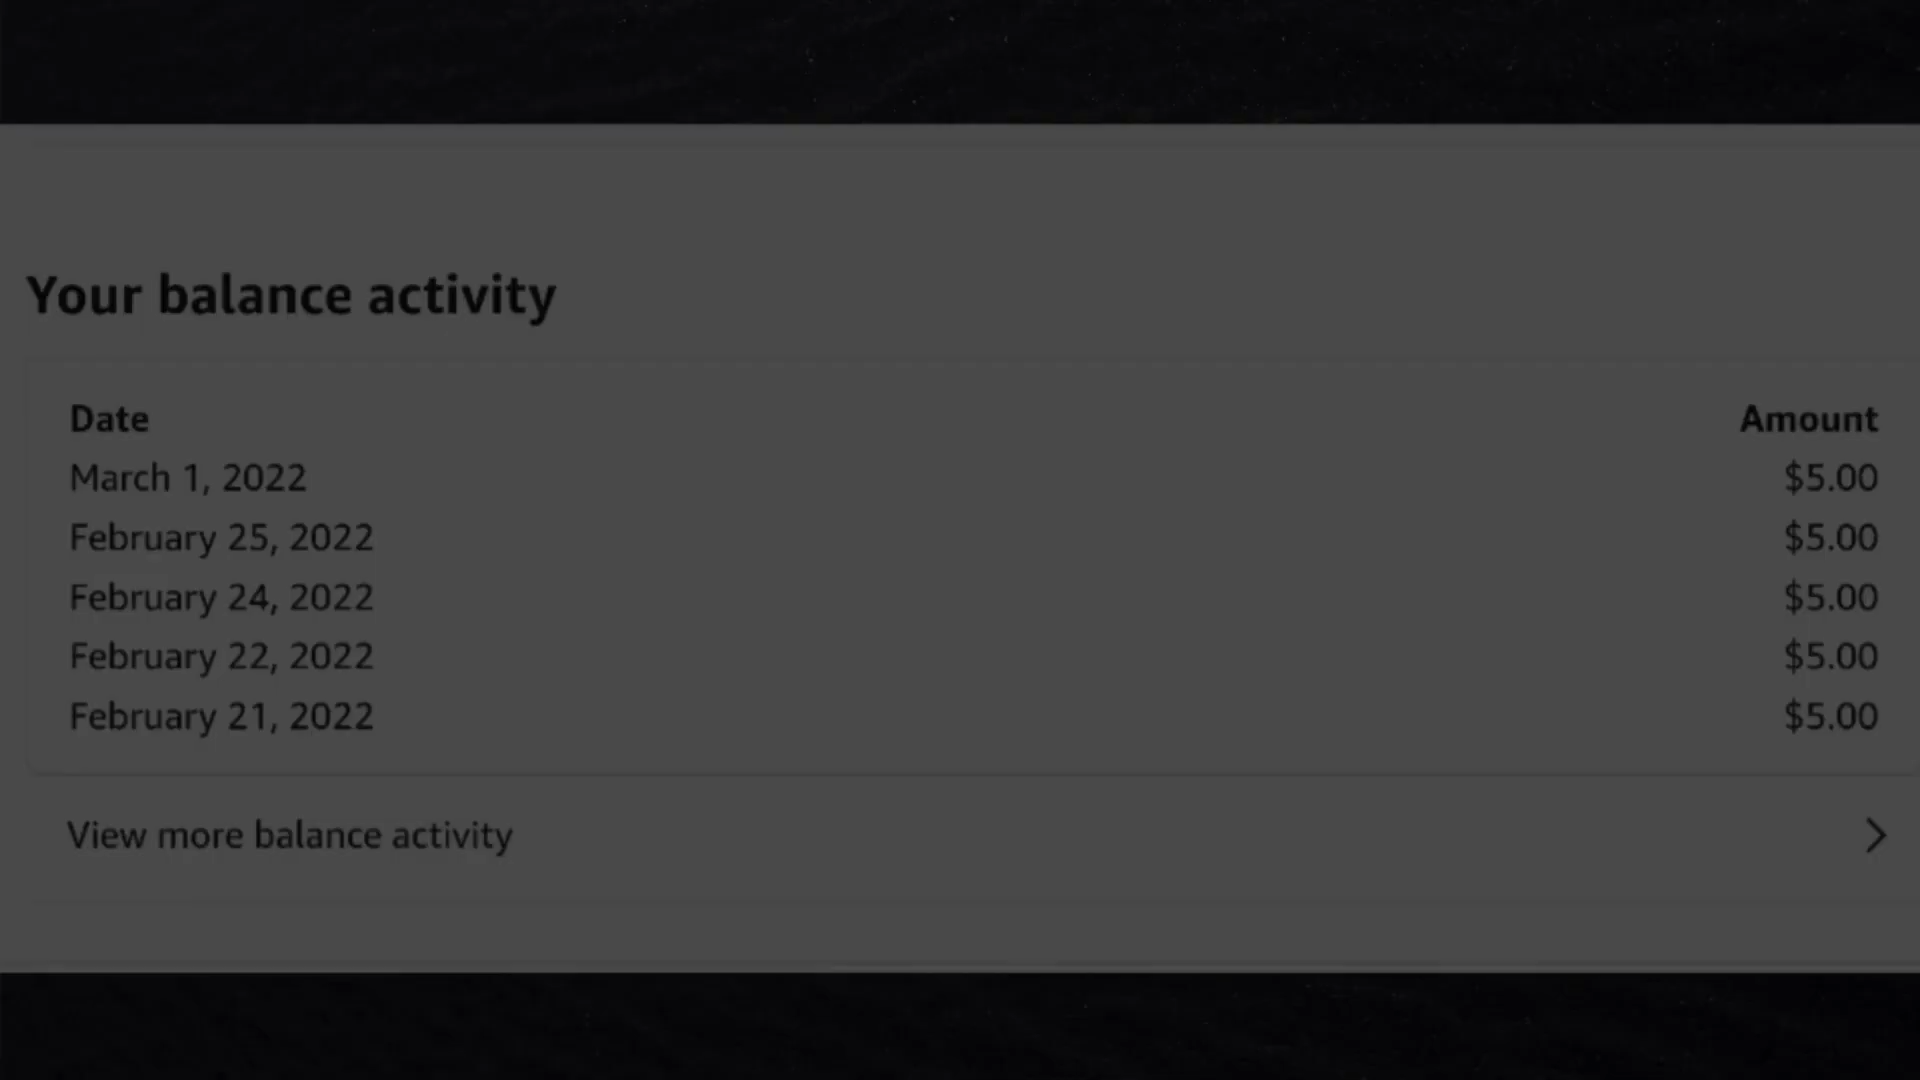 Your balance activity
Date Amount
March 1, 2022 $5.00
February 25, 2022 $5.00
February 24, 2022 $5.00
February 22, 2022 $5.00
February 21, 2022 $5.00
View more balance activity